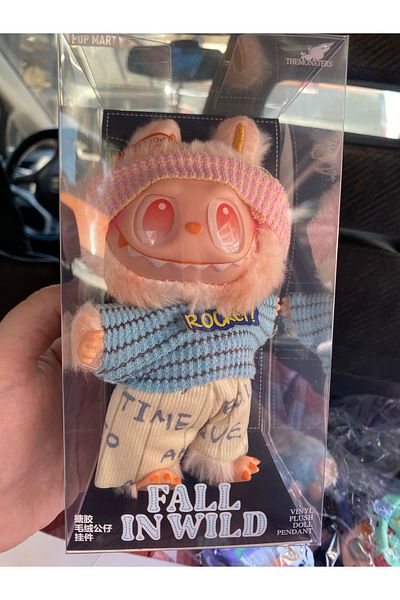 POP MART
THEMONSTERS
ROCKET!
TIME
FALL
IN WILD
搪胶
毛绒公仔
挂件
VINYL
PLUSH
DOLL
PENDANT